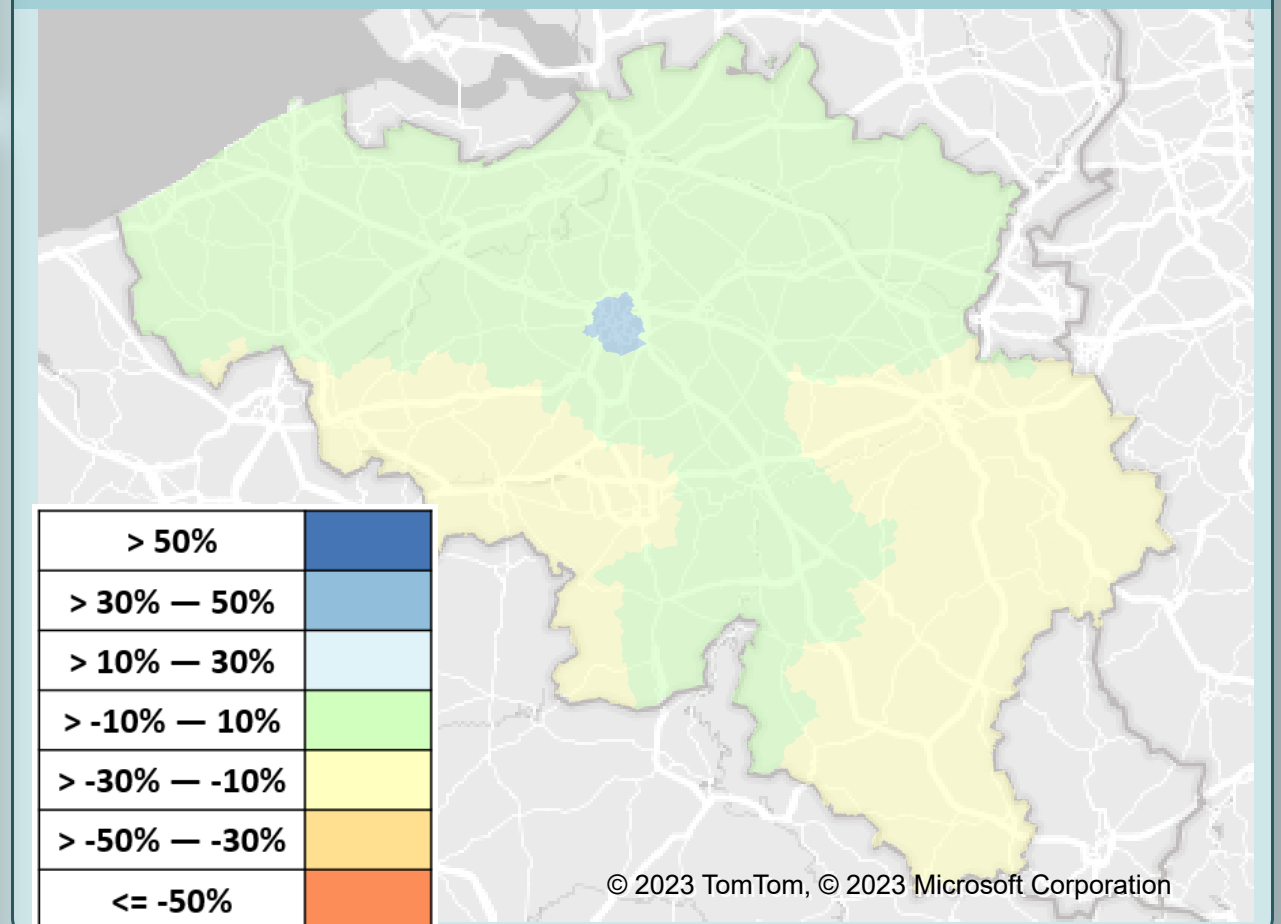 > 50%
> 30% — 50%
> 10% — 30%
> -10% — 10%
> -30% — -10%
> -50% — -30%
<= -50%
© 2023 TomTom, © 2023 Microsoft Corporation